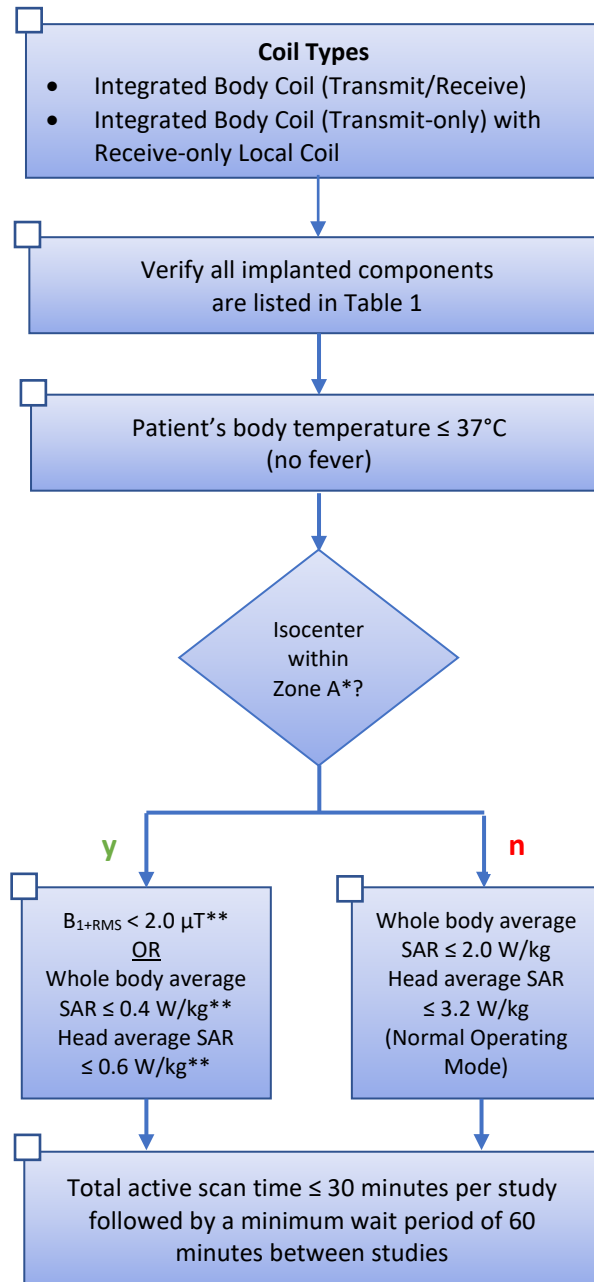 Coil Types
• Integrated Body Coil (Transmit/Receive)
• Integrated Body Coil (Transmit-only) with
Receive-only Local Coil
Verify all implanted components
are listed in Table 1
Patient’s body temperature ≤ 37°C
(no fever)
Isocenter
within
Zone A*?
y
n
B1+RMS < 2.0 μT**
OR
Whole body average
SAR ≤ 0.4 W/kg**
Head average SAR
≤ 0.6 W/kg**
Whole body average
SAR ≤ 2.0 W/kg
Head average SAR
≤ 3.2 W/kg
(Normal Operating
Mode)
Total active scan time ≤ 30 minutes per study
followed by a minimum wait period of 60
minutes between studies